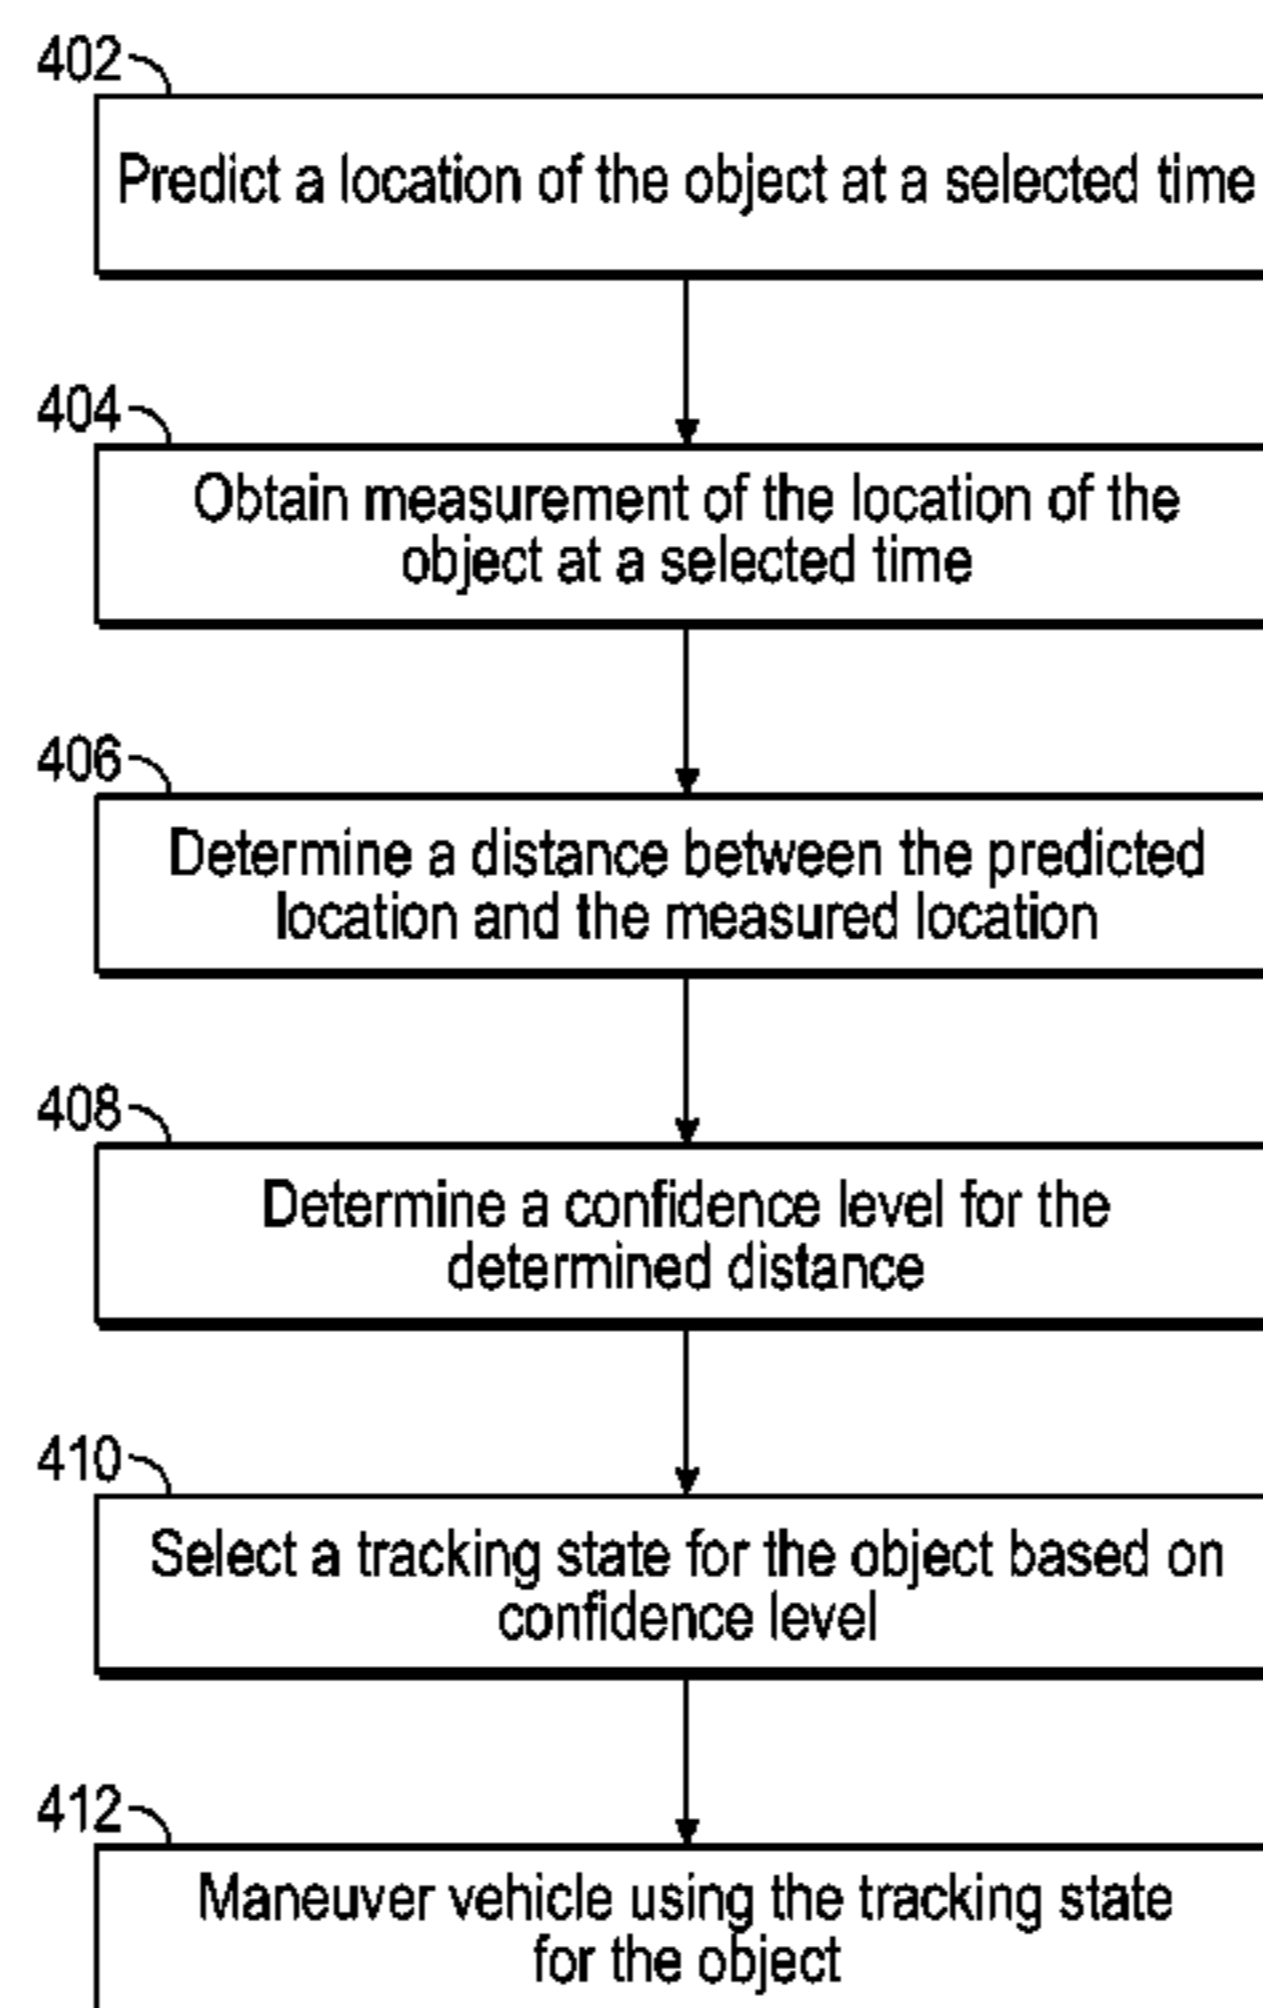 402
Predict a location of the object at a selected time
404
Obtain measurement of the location of the
object at a selected time
406
Determine a distance between the predicted
location and the measured location
408
Determine a confidence level for the
determined distance
410
Select a tracking state for the object based on
confidence level
412
Maneuver vehicle using the tracking state
for the object